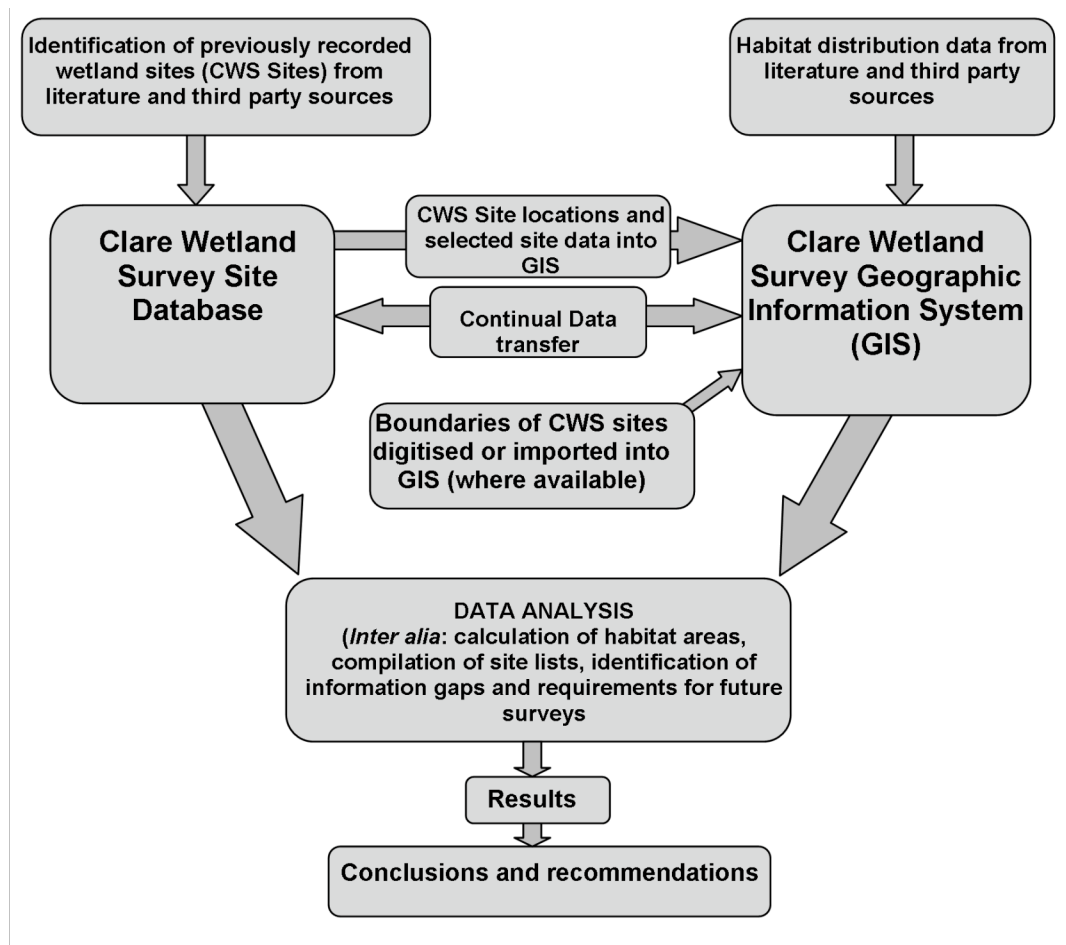 Identification of previously recorded
wetland sites (CWS Sites) from
literature and third party sources
Habitat distribution data from
literature and third party
sources
Clare Wetland
Survey Site
Database
CWS Site locations and
selected site data into
GIS
Continual Data
transfer
Clare Wetland
Survey Geographic
Information System
(GIS)
Boundaries of CWS sites
digitised or imported into
GIS (where available)
DATA ANALYSIS
(Inter alia: calculation of habitat areas,
compilation of site lists, identification of
information gaps and requirements for future
surveys
Results
Conclusions and recommendations